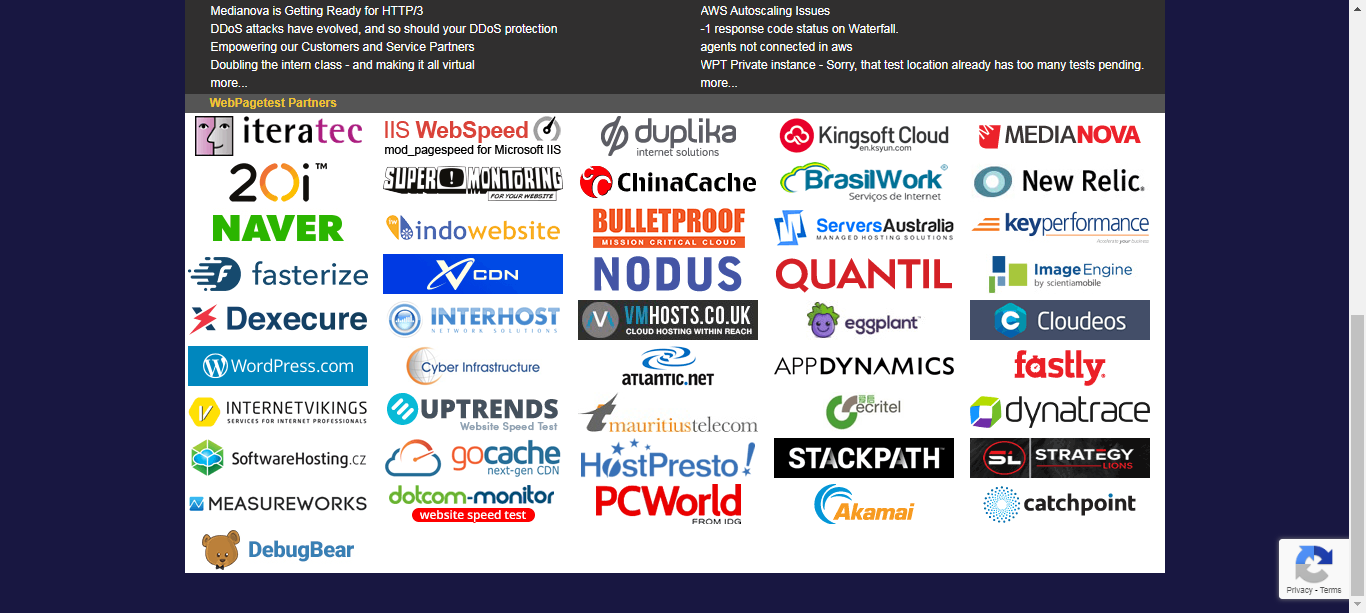 Medianova is Getting Ready for HTTP/3
DDoS attacks have evolved, and so should your DDoS protection
Empowering our Customers and Service Partners
Doubling the intern class - and making it all virtual
more...
AWS Autoscaling Issues
-1 response code status on Waterfall.
agents not connected in aws
WPT Private instance - Sorry, that test location already has too many tests pending.
more...
WebPagetest Partners
iteratec
IIS WebSpeed
mod_pagespeed for Microsoft IIS
duplika
internet solutions
Kingsoft Cloud
en.ksyun.com
MEDIANOVA
20i™
SUPER MONITORING
FOR YOUR WEBSITE
ChinaCache
BrasilWork®
Serviços de Internet
New Relic.
NAVER
indowebsite
BULLETPROOF
MISSION CRITICAL CLOUD
ServersAustralia
MANAGED HOSTING SOLUTIONS
keyperformance
Accelerate your business
fasterize
CDN
NODUS
QUANTIL
ImageEngine
by scientiamobile
Dexecure
INTERHOST
NETWORK SOLUTIONS
VMHOSTS.CO.UK
CLOUD HOSTING WITHIN REACH
eggplant™
Cloudeos
WordPress.com
Cyber Infrastructure
ATLANTIC.NET
APPDYNAMICS
fastly
INTERNETVIKINGS
SERVICES FOR INTERNET PROFESSIONALS
UPTRENDS
Website Speed Test
mauritiustelecom
ecritel
dynatrace
SoftwareHosting.cz
gocache
next-gen CDN
HostPresto!
STACKPATH
SL STRATEGY
LIONS
MEASUREWORKS
dotcom-monitor
website speed test
PCWorld
FROM IDG
Akamai
catchpoint
DebugBear
Privacy - Terms